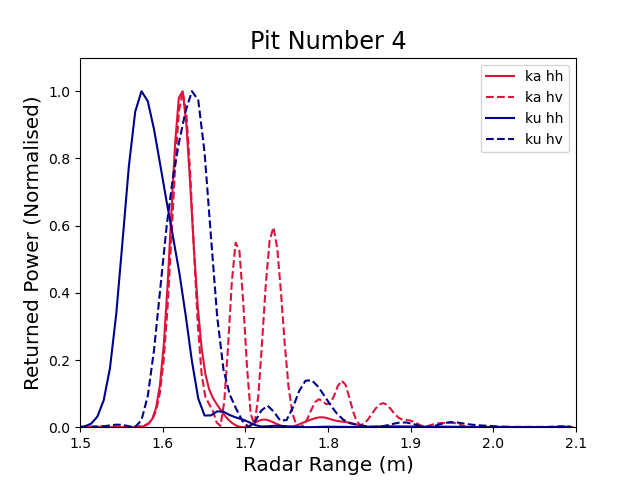 Pit Number 4
ka hh
ka hv
ku hh
ku hv
1.0
0.8
0.6
0.4
0.2
0.0
Returned Power (Normalised)
1.5 1.6 1.7 1.8 1.9 2.0 2.1
Radar Range (m)